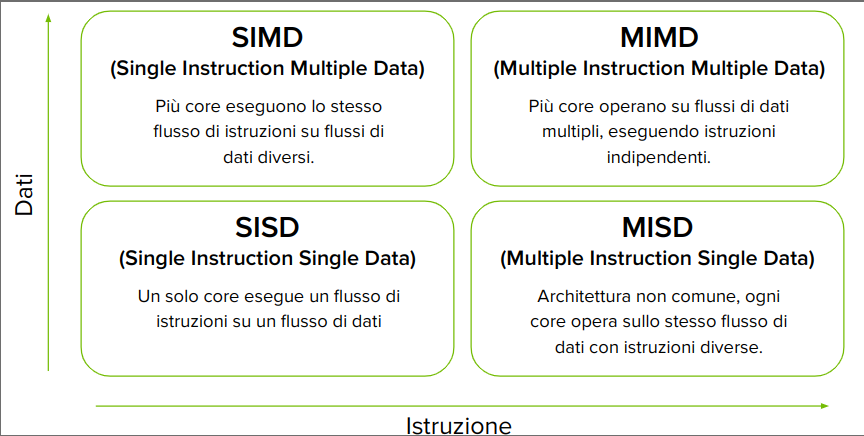 SIMD
(Single Instruction Multiple Data)
Più core eseguono lo stesso
flusso di istruzioni su flussi di
dati diversi.
MIMD
(Multiple Instruction Multiple Data)
Più core operano su flussi di dati
multipli, eseguendo istruzioni
indipendenti.
Dati
SISD
(Single Instruction Single Data)
Un solo core esegue un flusso di
istruzioni su un flusso di dati
MISD
(Multiple Instruction Single Data)
Architettura non comune, ogni
core opera sullo stesso flusso di
dati con istruzioni diverse.
Istruzione